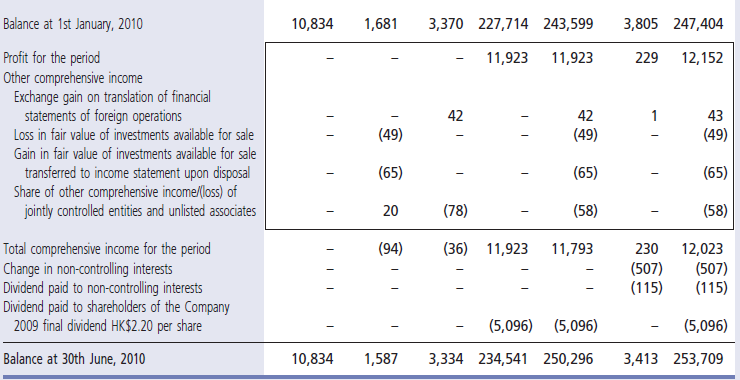 Balance at 1st January, 2010 10,834 1,681 3,370 227,714 243,599 3,805 247,404
Profit for the period – – – 11,923 11,923 229 12,152
Other comprehensive income
Exchange gain on translation of financial
statements of foreign operations – – 42 – 42 1 43
Loss in fair value of investments available for sale – (49) – – (49) – (49)
Gain in fair value of investments available for sale
transferred to income statement upon disposal – (65) – – (65) – (65)
Share of other comprehensive income/(loss) of
jointly controlled entities and unlisted associates – 20 (78) – (58) – (58)
Total comprehensive income for the period – (94) (36) 11,923 11,793 230 12,023
Change in non-controlling interests – – – – – (507) (507)
Dividend paid to non-controlling interests – – – – – (115) (115)
Dividend paid to shareholders of the Company
2009 final dividend HK$2.20 per share – – – (5,096) (5,096) – (5,096)
Balance at 30th June, 2010 10,834 1,587 3,334 234,541 250,296 3,413 253,709